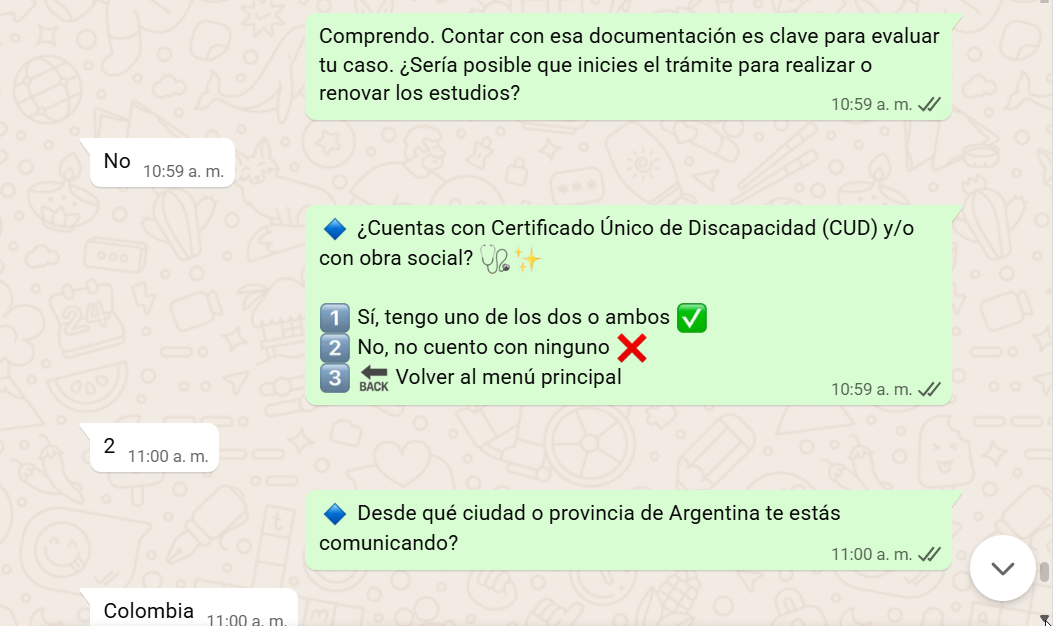 Comprendo. Contar con esa documentación es clave para evaluar
tu caso. ¿Sería posible que inicies el trámite para realizar o
renovar los estudios?
10:59 a. m.
No 10:59 a. m.
🔷 ¿Cuentas con Certificado Único de Discapacidad (CUD) y/o
con obra social? 🩺✨
1️⃣ Sí, tengo uno de los dos o ambos ✅
2️⃣ No, no cuento con ninguno ❌
3️⃣ 🔙 Volver al menú principal
10:59 a. m.
2 11:00 a. m.
🔷 Desde qué ciudad o provincia de Argentina te estás
comunicando?
11:00 a. m.
Colombia 11:00 a. m.